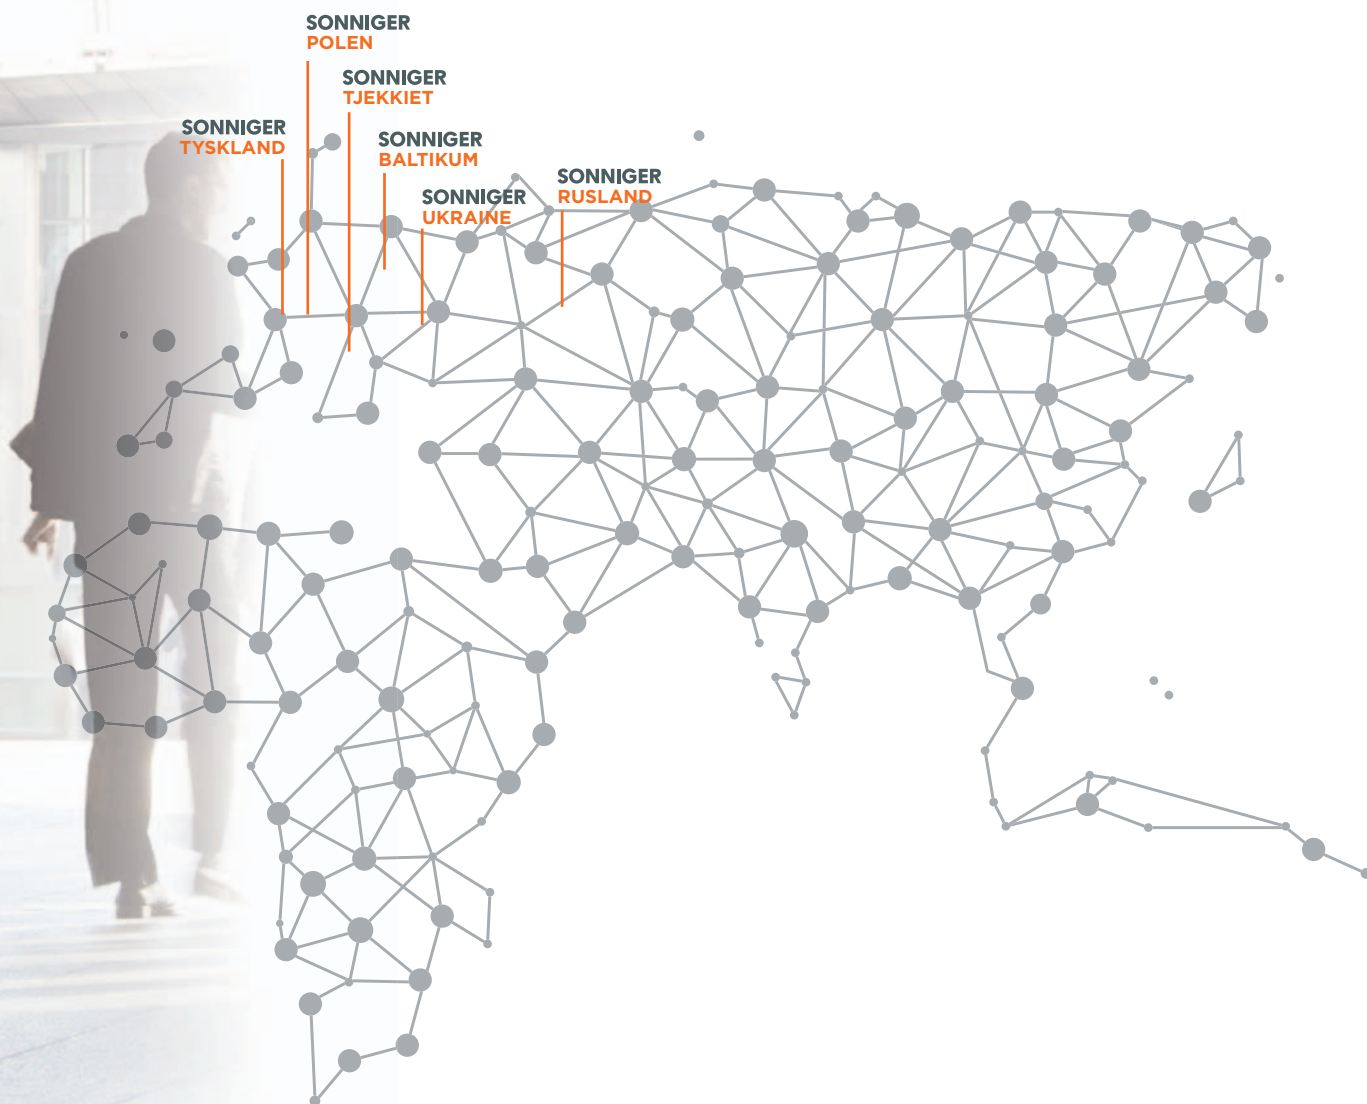 SONNIGER
POLEN
SONNIGER
TJEKKIET
SONNIGER
TYSKLAND
SONNIGER
BALTIKUM
SONNIGER
RUSLAND
SONNIGER
UKRAINE